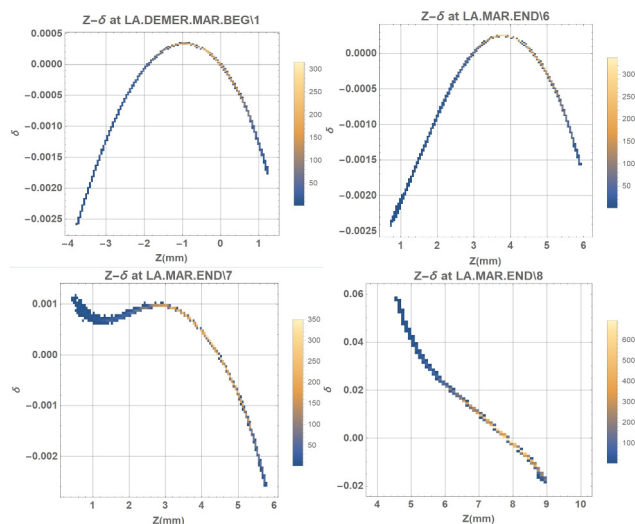 Z-δ at LA.DEMER.MAR.BEG\1
0.0005
0.0000
-0.0005
-0.0010
-0.0015
-0.0020
-0.0025
δ
-4 -3 -2 -1 0 1
Z(mm)
300
250
200
150
100
50
Z-δ at LA.MAR.END\6
0.0000
-0.0005
-0.0010
-0.0015
-0.0020
-0.0025
δ
1 2 3 4 5 6
Z(mm)
300
250
200
150
100
50
Z-δ at LA.MAR.END\7
0.001
0.000
-0.001
-0.002
δ
1 2 3 4 5 6
Z(mm)
350
300
250
200
150
100
50
Z-δ at LA.MAR.END\8
0.06
0.04
0.02
0.00
-0.02
δ
4 5 6 7 8 9 10
Z(mm)
600
500
400
300
200
100